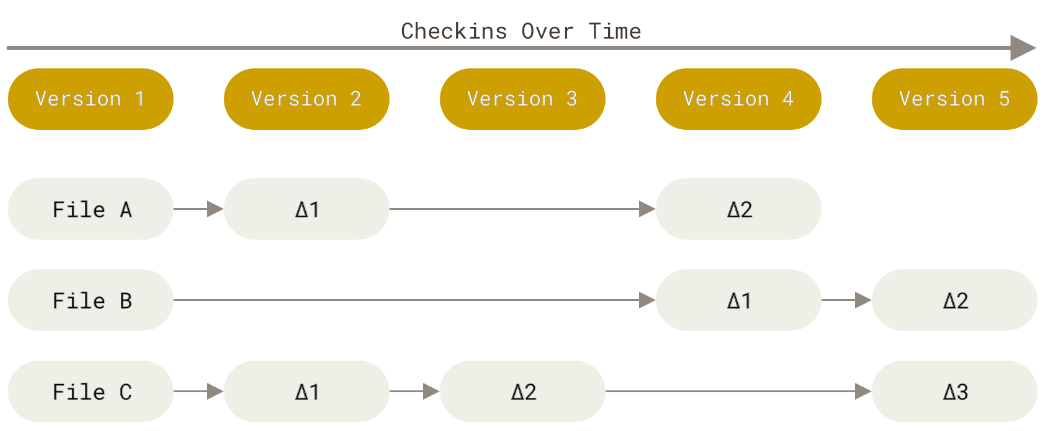 Checkins Over Time
Version 1 Version 2 Version 3 Version 4 Version 5
File A Δ1 Δ2
File B Δ1 Δ2
File C Δ1 Δ2 Δ3